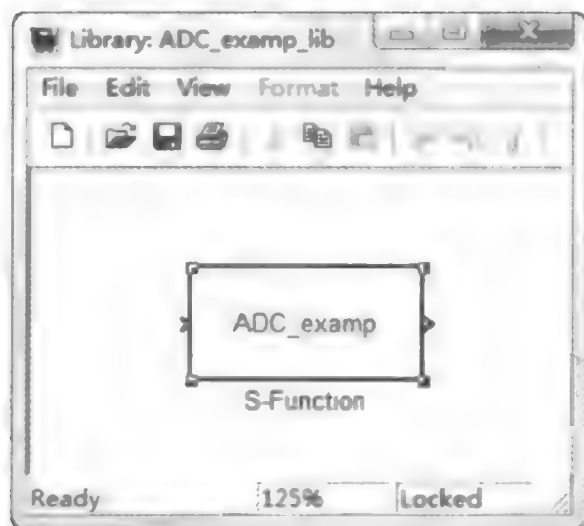 Library: ADC_examp_lib
File Edit View Format Help
ADC_examp
S-Function
Ready 125% Locked